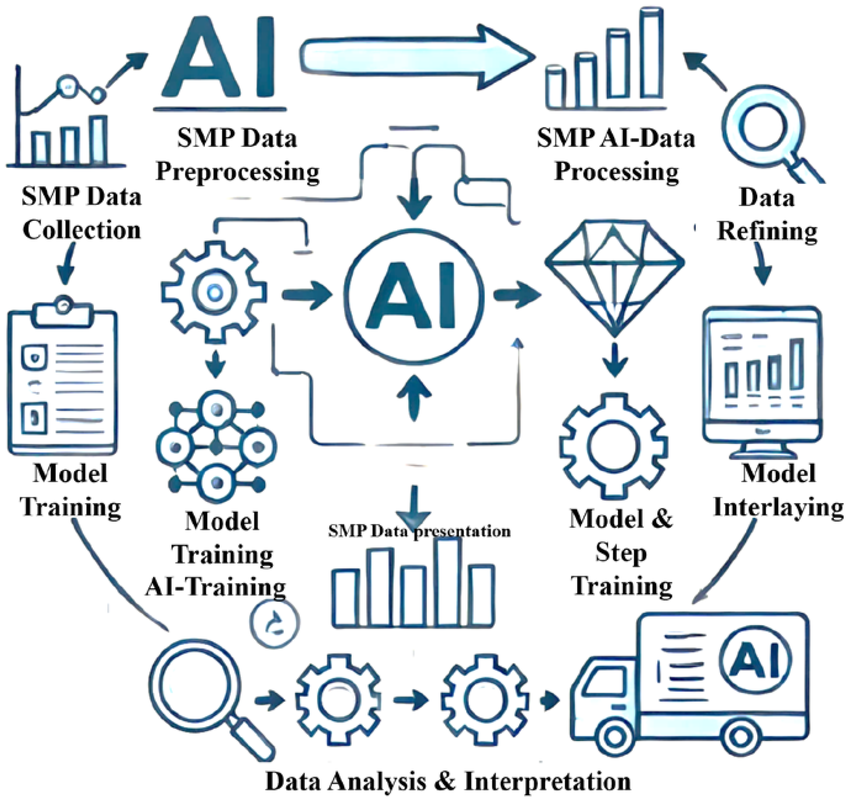 AI
SMP Data
Preprocessing
SMP AI-Data
Processing
SMP Data
Collection
Data
Refining
AI
Model
Training
Model
Training
AI-Training
SMP Data presentation
Model &
Step
Training
Model
Interlaying
AI
Data Analysis & Interpretation